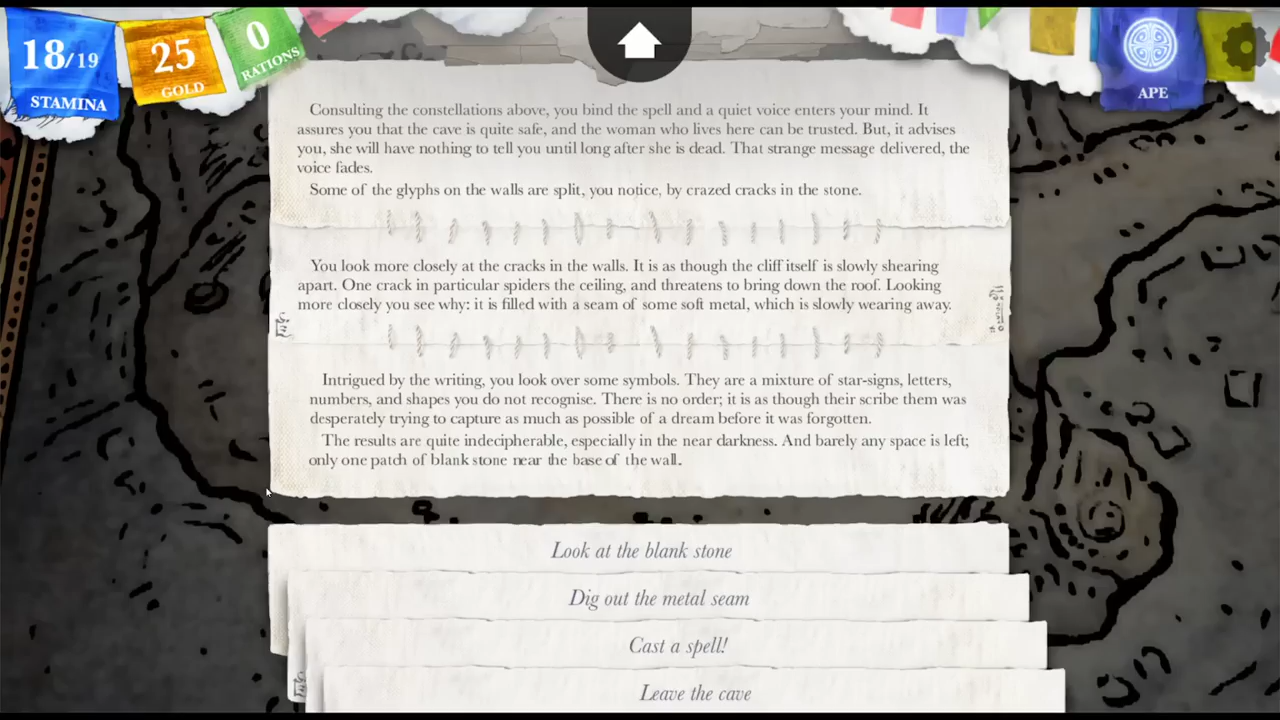 18/19
STAMINA
25
GOLD
0
RATIONS
APE
Consulting the constellations above, you bind the spell and a quiet voice enters your mind. It
assures you that the cave is quite safe, and the woman who lives here can be trusted. But, it advises
you, she will have nothing to tell you until long after she is dead. That strange message delivered, the
voice fades.
Some of the glyphs on the walls are split, you notice, by crazed cracks in the stone.
You look more closely at the cracks in the walls. It is as though the cliff itself is slowly shearing
apart. One crack in particular spiders the ceiling, and threatens to bring down the roof. Looking
more closely you see why: it is filled with a seam of some soft metal, which is slowly wearing away.
Intrigued by the writing, you look over some symbols. They are a mixture of star-signs, letters,
numbers, and shapes you do not recognise. There is no order; it is as though their scribe them was
desperately trying to capture as much as possible of a dream before it was forgotten.
The results are quite indecipherable, especially in the near darkness. And barely any space is left;
only one patch of blank stone near the base of the wall.
Look at the blank stone
Dig out the metal seam
Cast a spell!
Leave the cave